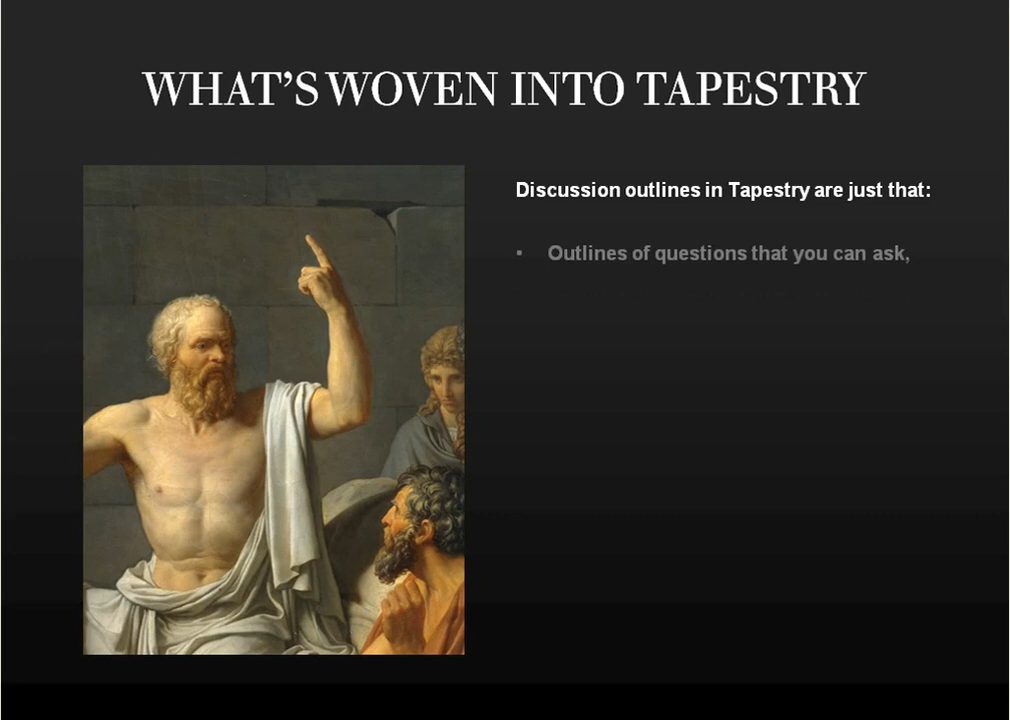 WHAT'S WOVEN INTO TAPESTRY
Discussion outlines in Tapestry are just that:
• Outlines of questions that you can ask,